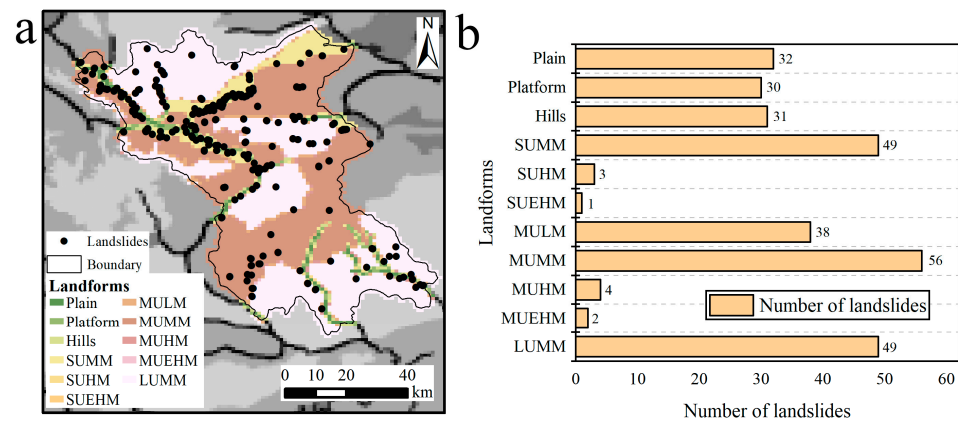 a
N
Landslides
Boundary
Landforms
Plain
Platform
Hills
SUMM
SUHM
SUEHM
MULM
MUMM
MUHM
MUEHM
LUMM
0 10 20 40
km
b
Landforms
Plain
32
Platform
30
Hills
31
SUMM
49
SUHM
3
SUEHM
1
MULM
38
MUMM
56
MUHM
4
MUEHM
2
LUMM
49
Number of landslides
0 10 20 30 40 50 60
Number of landslides